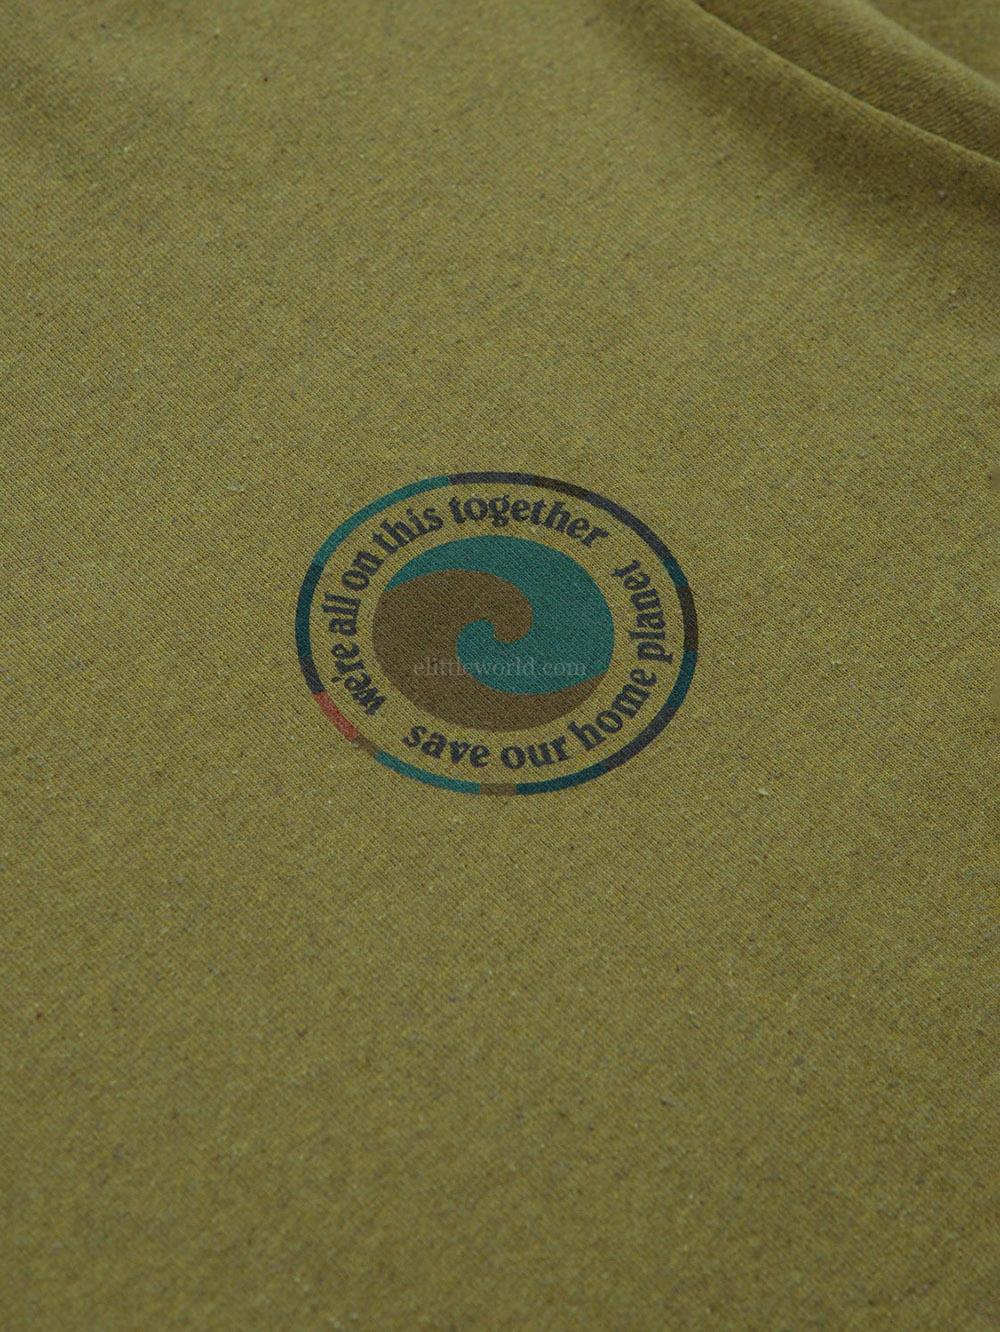 we're all on this together
save our home planet
elittleworld.com